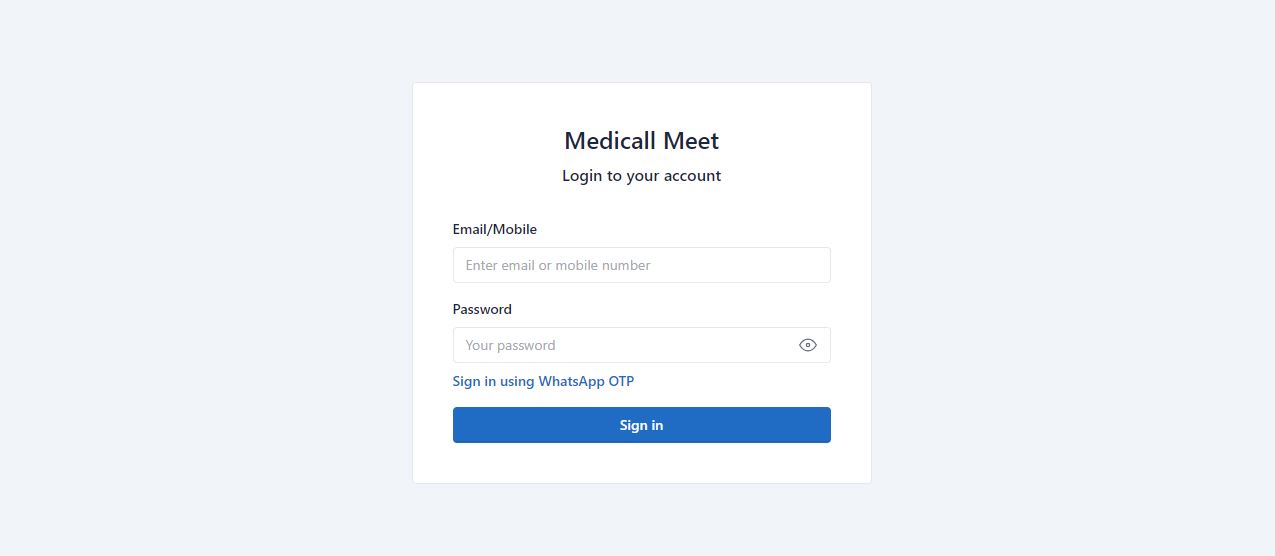 Medicall Meet
Login to your account
Email/Mobile
Enter email or mobile number
Password
Your password
Sign in using WhatsApp OTP
Sign in